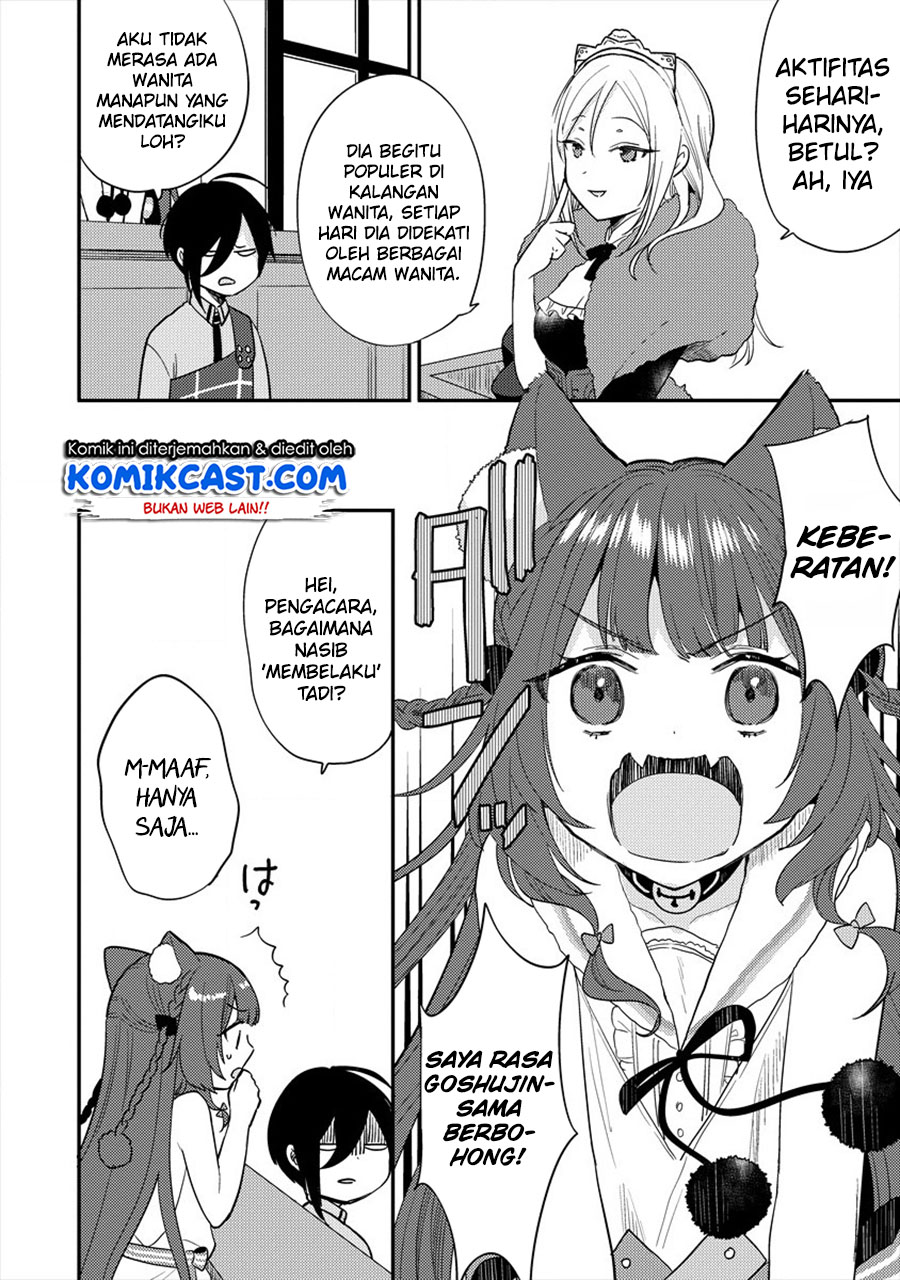 AKTIFITAS
SEHARI-
HARINYA,
BETUL?
AH, IYA
DIA BEGITU
POPULER DI
KALANGAN
WANITA, SETIAP
HARI DIA DIDEKATI
OLEH BERBAGAI
MACAM WANITA.
AKU TIDAK
MERASA ADA
WANITA
MANAPUN YANG
MENDATANGIKU
LOH?
KEBE-
RATAN!
SAYA RASA
GOSHUJIN-
SAMA
BERBO-
HONG!
Komik ini diterjemahkan & diedit oleh
KOMIKCAST.COM
BUKAN WEB LAIN!!
HEI,
PENGACARA,
BAGAIMANA
NASIB
'MEMBELAKU'
TADI?
M-MAAF,
HANYA
SAJA...
はっ